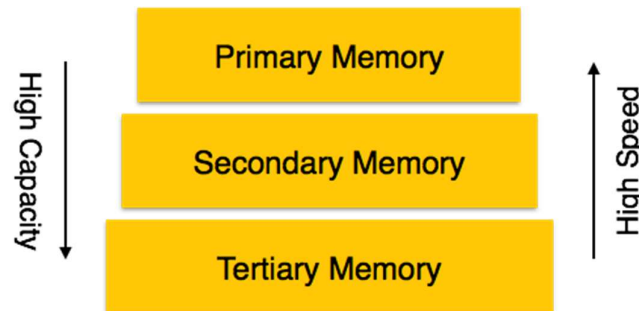 Primary Memory
High Capacity
Secondary Memory
High Speed
Tertiary Memory